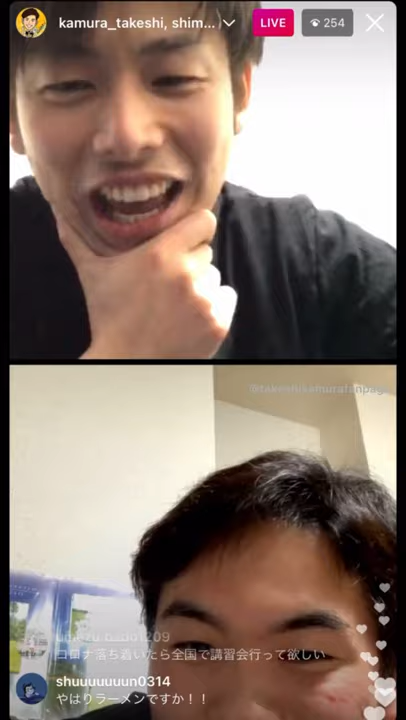 kamura_takeshi, shim...
LIVE
254
@takeshikamurafanpage
コロナ落ち着いたら全国で講習会行って欲しい
shuuuuuuun0314
やはりラーメンですか！！